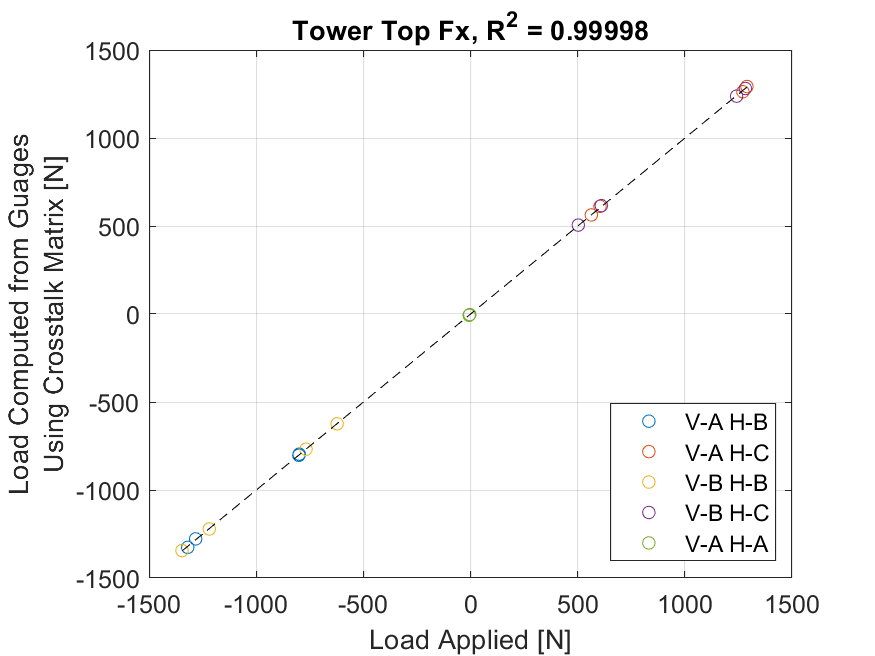 Tower Top Fx, R² = 0.99998
1500
1000
500
0
-500
-1000
-1500
-1500 -1000 -500 0 500 1000 1500
Load Applied [N]
Load Computed from Guages
Using Crosstalk Matrix [N]
V-A H-B
V-A H-C
V-B H-B
V-B H-C
V-A H-A